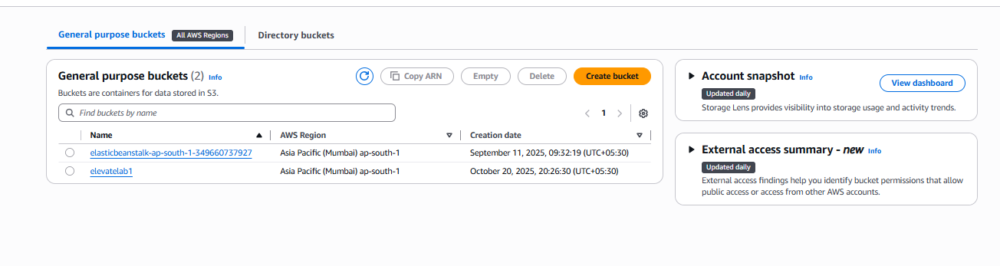 General purpose buckets All AWS Regions Directory buckets
General purpose buckets (2) Info Copy ARN Empty Delete Create bucket
Buckets are containers for data stored in S3.
Find buckets by name 1
Name AWS Region Creation date
elasticbeanstalk-ap-south-1-349660737927 Asia Pacific (Mumbai) ap-south-1 September 11, 2025, 09:32:19 (UTC+05:30)
elevatelab1 Asia Pacific (Mumbai) ap-south-1 October 20, 2025, 20:26:30 (UTC+05:30)
Account snapshot Info View dashboard
Updated daily
Storage Lens provides visibility into storage usage and activity trends.
External access summary - new Info
Updated daily
External access findings help you identify bucket permissions that allow
public access or access from other AWS accounts.